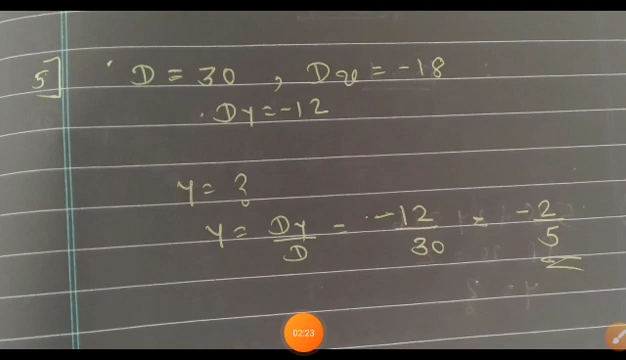 5] D = 30 , Dx = -18
Dy = -12
y = ?
y = Dy/D = -12/30 = -2/5
02:23